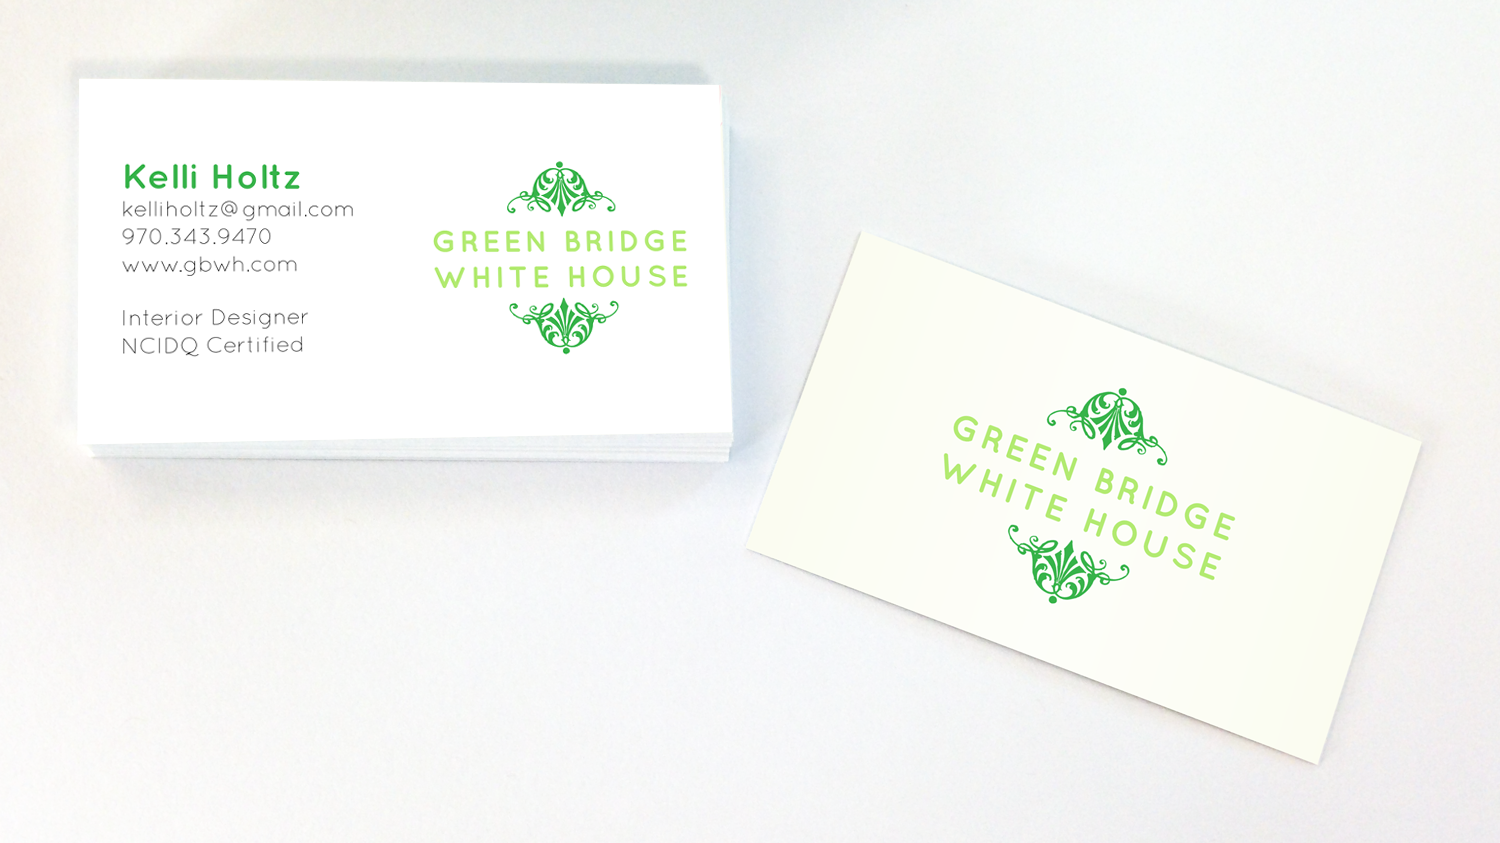 Kelli Holtz
kelliholtz@gmail.com
970.343.9470
www.gbwh.com
Interior Designer
NCIDQ Certified
GREEN BRIDGE
WHITE HOUSE
GREEN BRIDGE
WHITE HOUSE